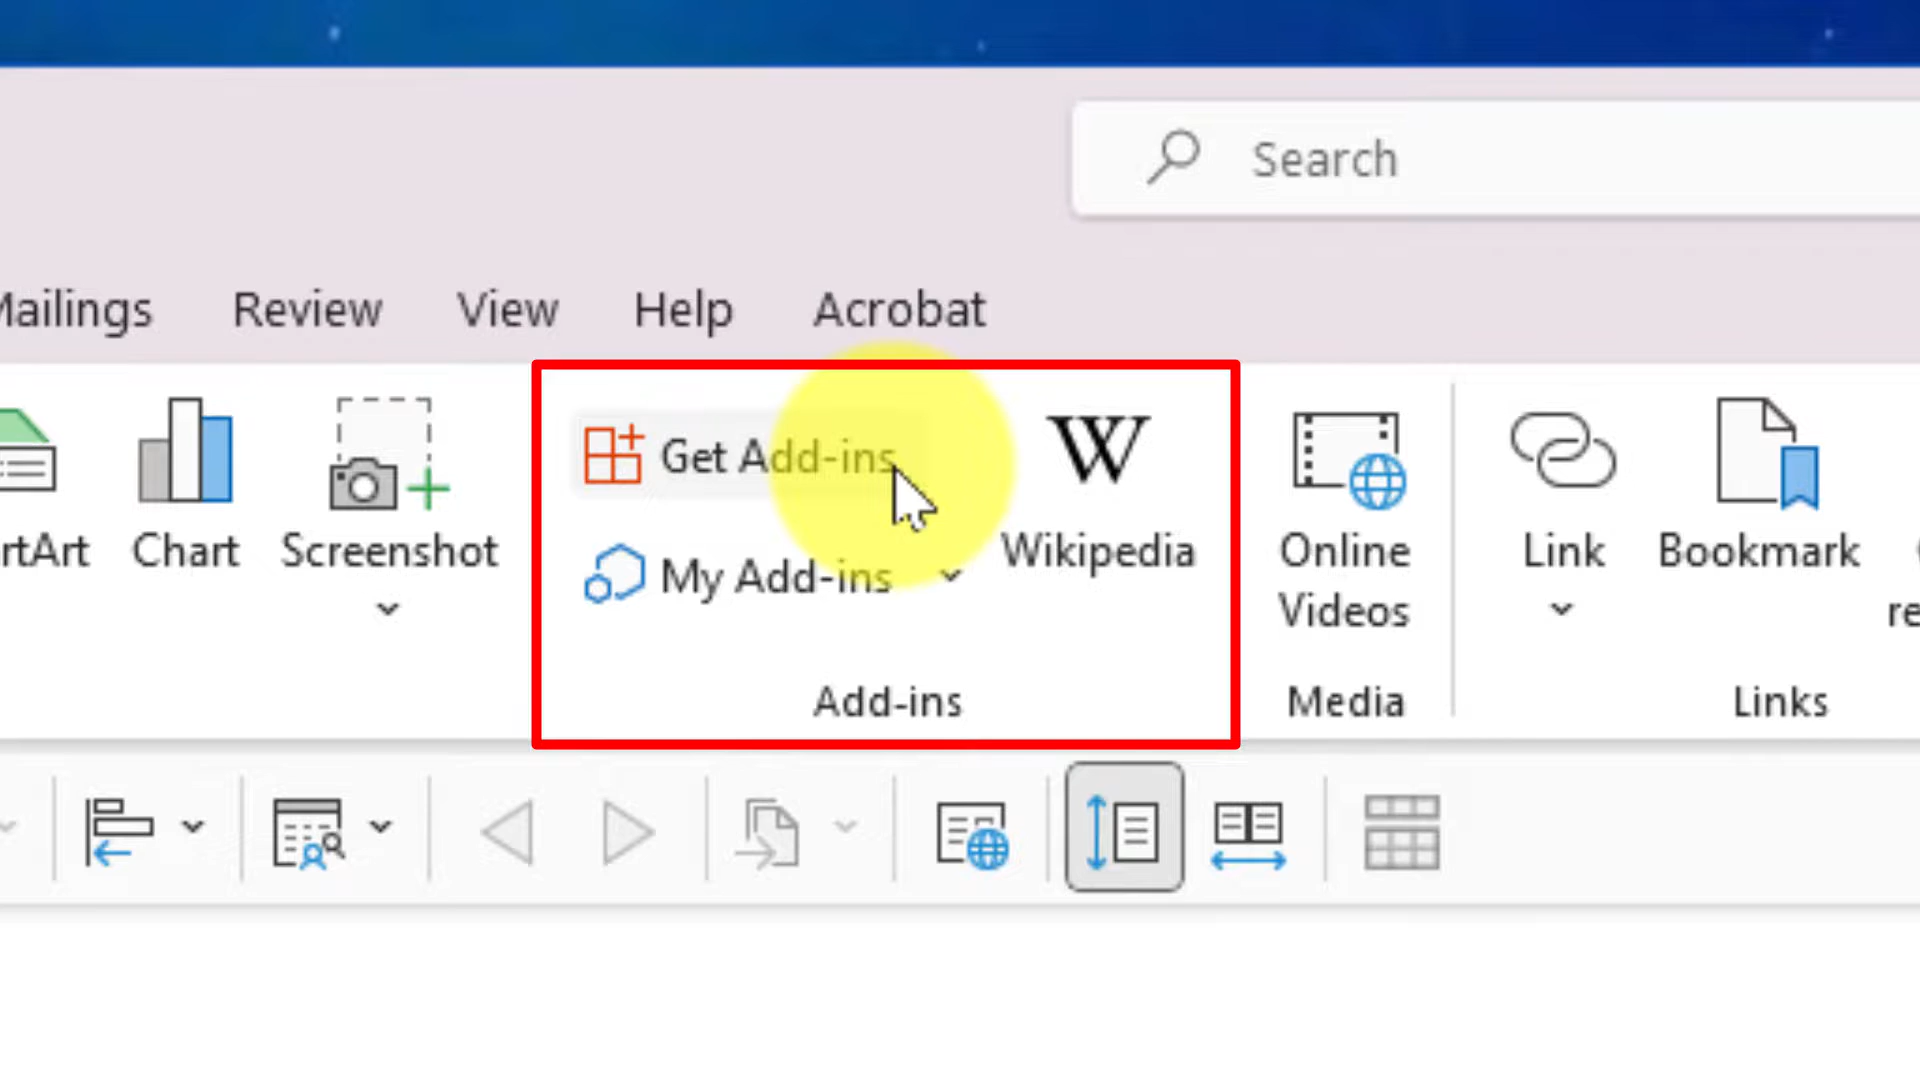 Search
Mailings Review View Help Acrobat
Get Add-ins
My Add-ins
W
Wikipedia
rtArt Chart Screenshot
Online
Videos
Link Bookmark
re
Add-ins Media Links